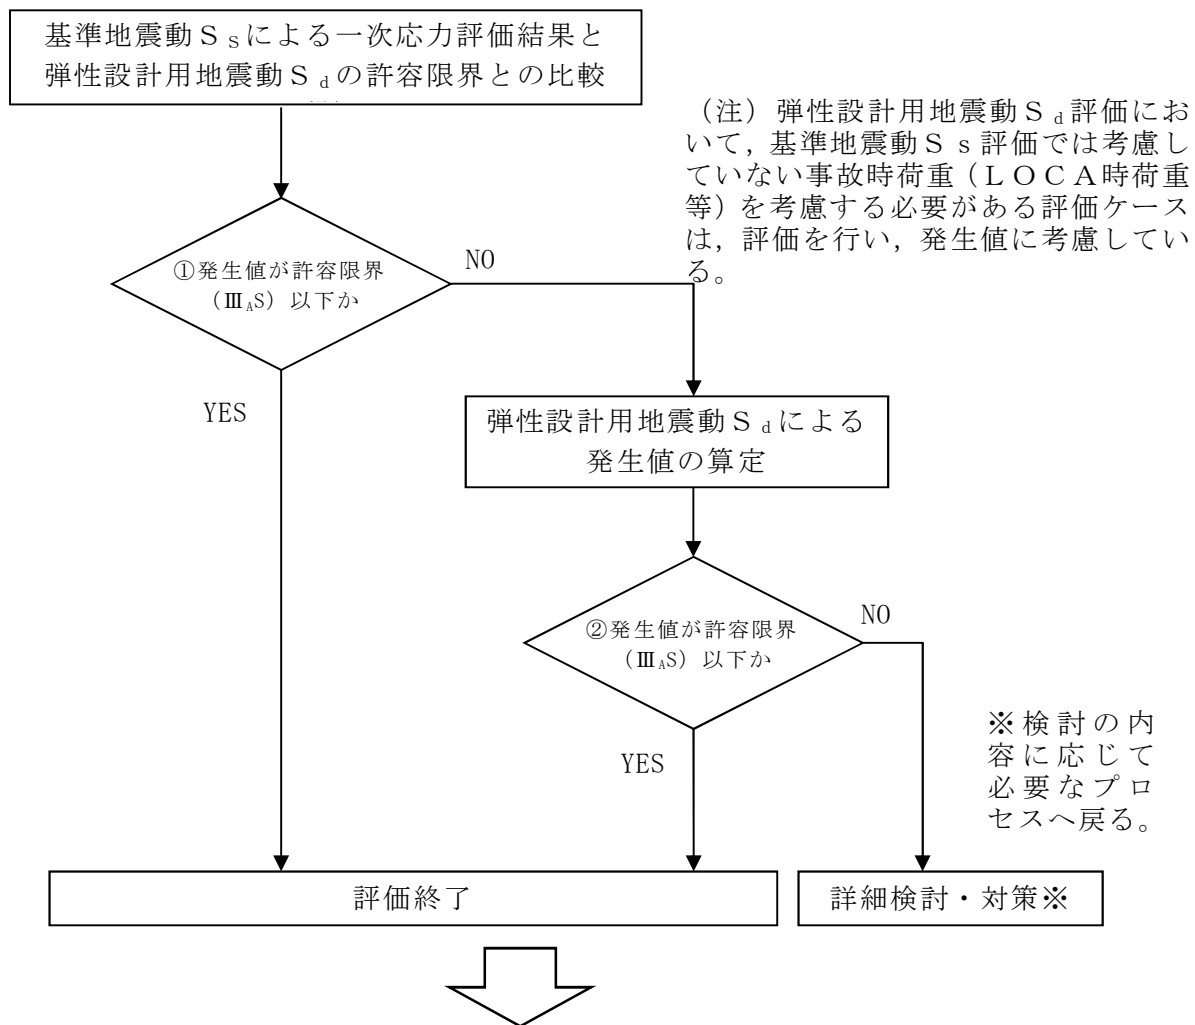 基準地震動Ｓsによる一次応力評価結果と
弾性設計用地震動Ｓdの許容限界との比較
（注）弾性設計用地震動Ｓd評価にお
いて，基準地震動Ｓｓ評価では考慮し
ていない事故時荷重（ＬＯＣＡ時荷重
等）を考慮する必要がある評価ケース
は，評価を行い，発生値に考慮してい
る。
①発生値が許容限界
（ⅢAS）以下か
NO
YES
弾性設計用地震動Ｓdによる
発生値の算定
②発生値が許容限界
（ⅢAS）以下か
NO
YES
※検討の内
容に応じて
必要なプロ
セスへ戻る。
評価終了
詳細検討・対策※